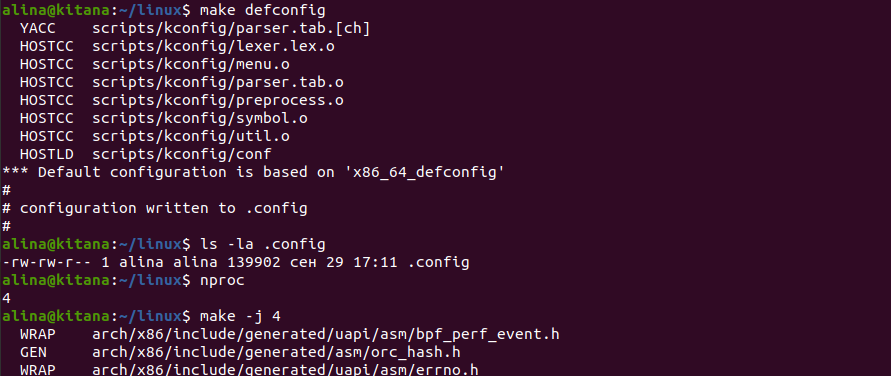 alina@kitana:~/linux$ make defconfig
  YACC    scripts/kconfig/parser.tab.[ch]
  HOSTCC  scripts/kconfig/lexer.lex.o
  HOSTCC  scripts/kconfig/menu.o
  HOSTCC  scripts/kconfig/parser.tab.o
  HOSTCC  scripts/kconfig/preprocess.o
  HOSTCC  scripts/kconfig/symbol.o
  HOSTCC  scripts/kconfig/util.o
  HOSTLD  scripts/kconfig/conf
*** Default configuration is based on 'x86_64_defconfig'
#
# configuration written to .config
#
alina@kitana:~/linux$ ls -la .config
-rw-rw-r-- 1 alina alina 139902 сен 29 17:11 .config
alina@kitana:~/linux$ nproc
4
alina@kitana:~/linux$ make -j 4
  WRAP    arch/x86/include/generated/uapi/asm/bpf_perf_event.h
  GEN     arch/x86/include/generated/asm/orc_hash.h
  WRAP    arch/x86/include/generated/uapi/asm/errno.h